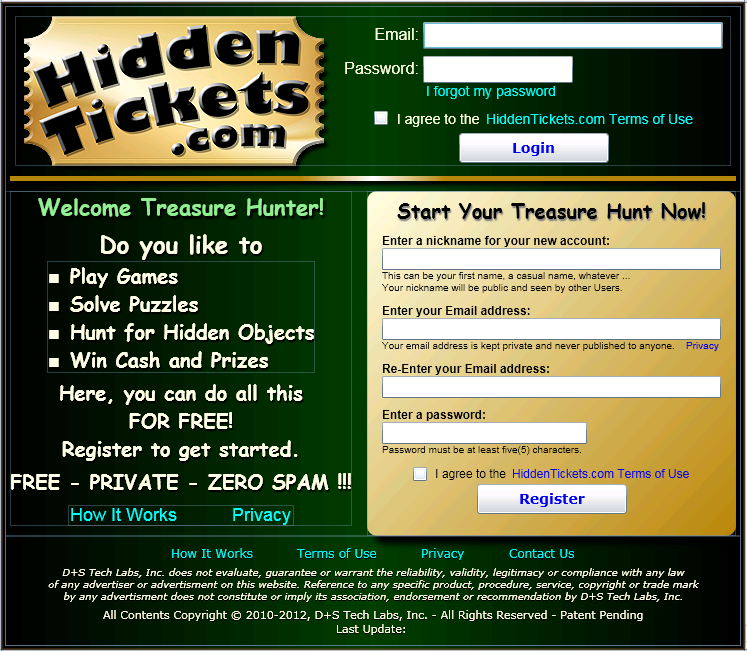 Hidden
Tickets
.com
Email:
Password:
I forgot my password
I agree to the HiddenTickets.com Terms of Use
Login
Welcome Treasure Hunter!
Do you like to
▪ Play Games
▪ Solve Puzzles
▪ Hunt for Hidden Objects
▪ Win Cash and Prizes
Here, you can do all this
FOR FREE!
Register to get started.
FREE - PRIVATE - ZERO SPAM !!!
How It Works Privacy
Start Your Treasure Hunt Now!
Enter a nickname for your new account:
This can be your first name, a casual name, whatever ...
Your nickname will be public and seen by other Users.
Enter your Email address:
Your email address is kept private and never published to anyone. Privacy
Re-Enter your Email address:
Enter a password:
Password must be at least five(5) characters.
I agree to the HiddenTickets.com Terms of Use
Register
How It Works Terms of Use Privacy Contact Us
D+S Tech Labs, Inc. does not evaluate, guarantee or warrant the reliability, validity, legitimacy or compliance with any law
of any advertiser or advertisment on this website. Reference to any specific product, procedure, service, copyright or trade mark
by any advertisment does not constitute or imply its association, endorsement or recommendation by D+S Tech Labs, Inc.
All Contents Copyright © 2010-2012, D+S Tech Labs, Inc. - All Rights Reserved - Patent Pending
Last Update: